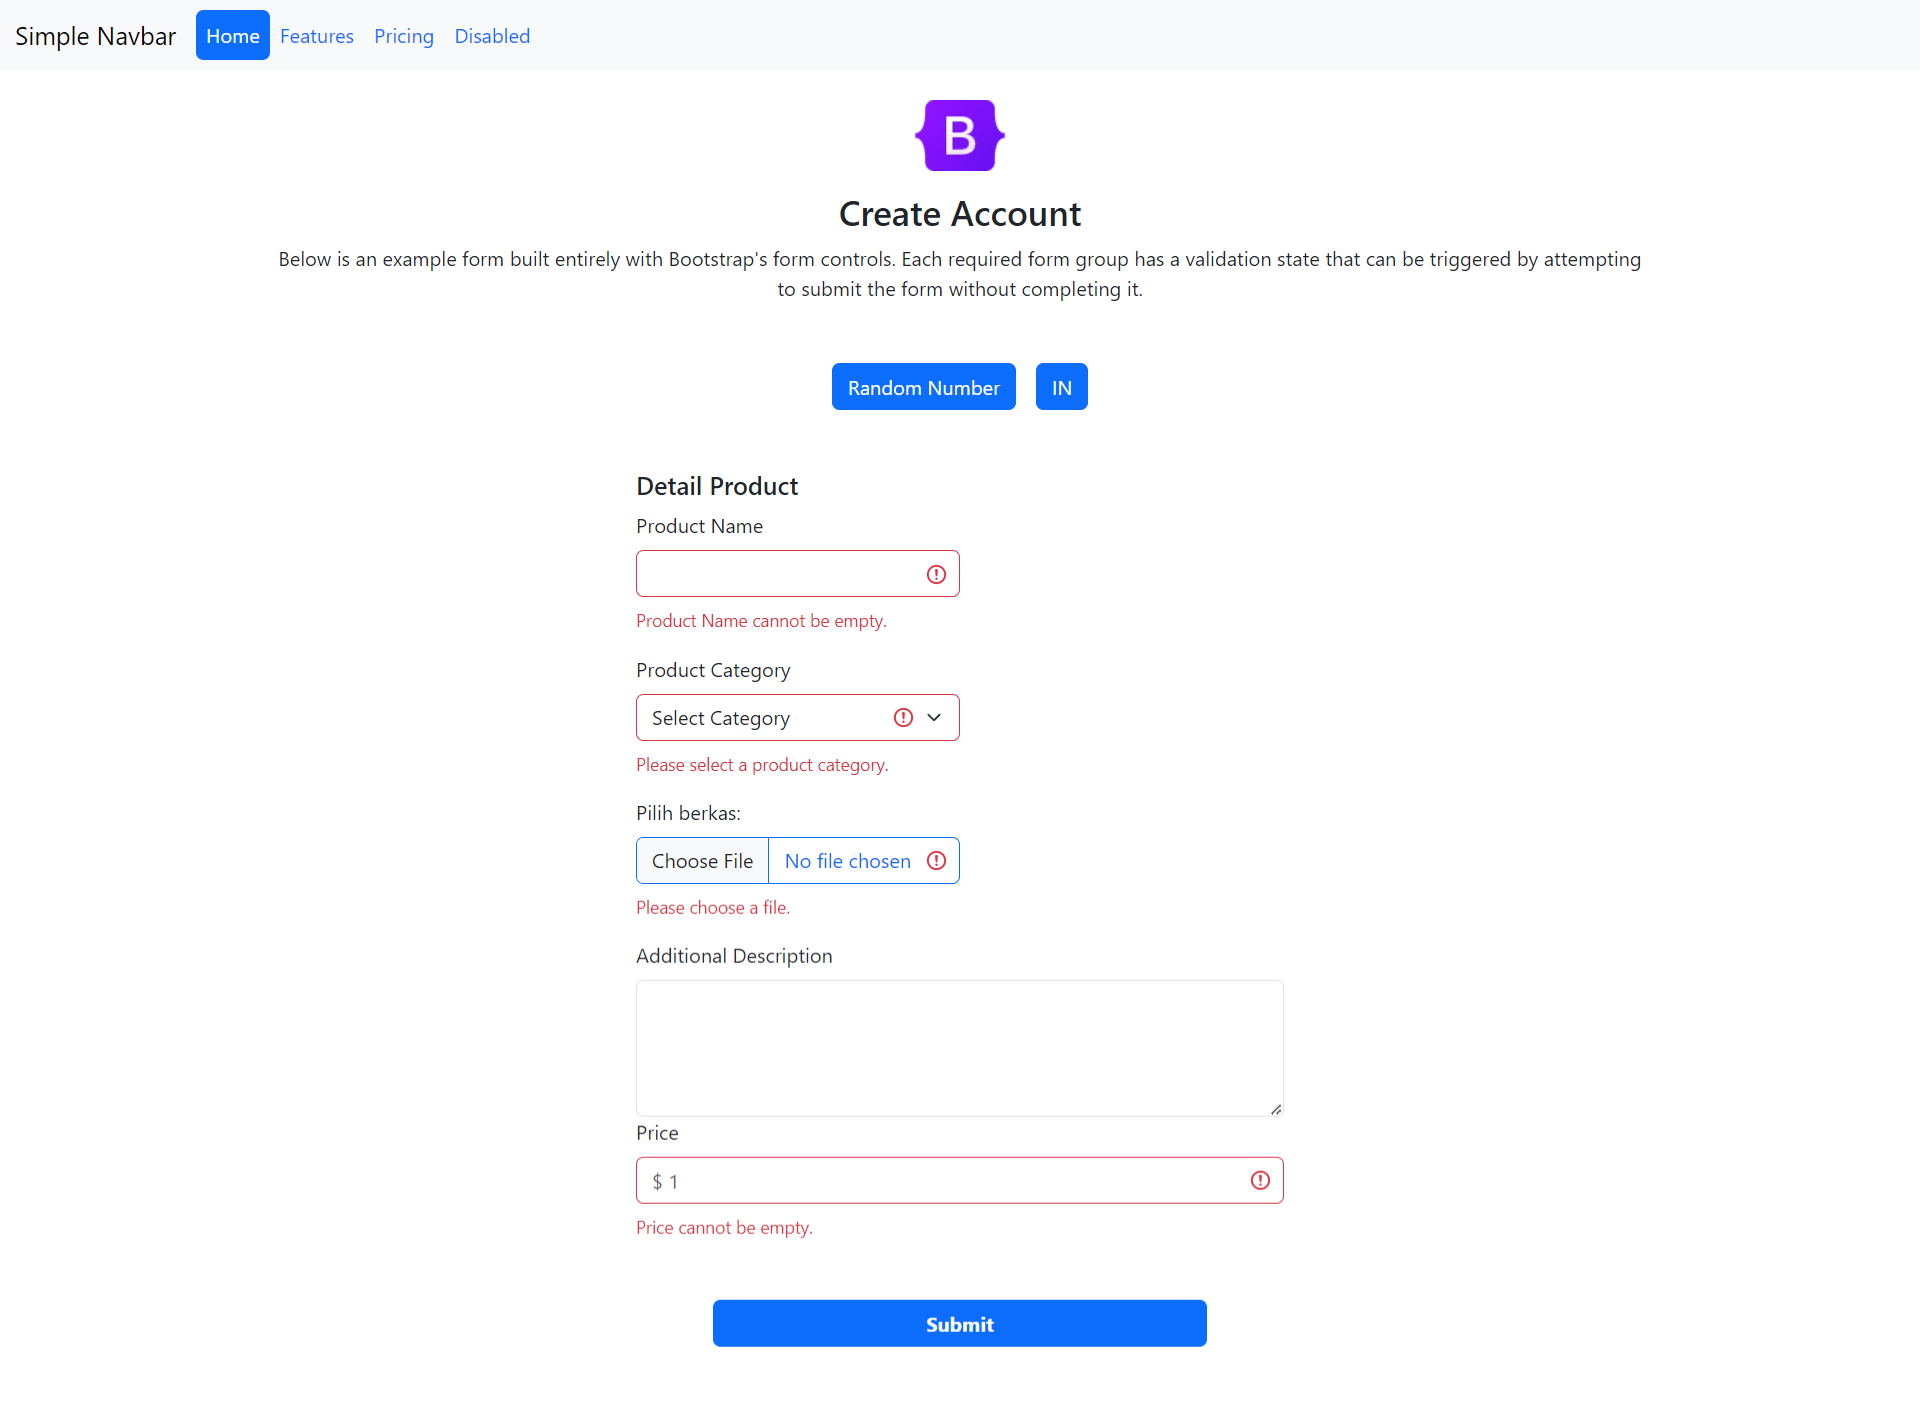 Simple Navbar Home Features Pricing Disabled
B
Create Account
Below is an example form built entirely with Bootstrap's form controls. Each required form group has a validation state that can be triggered by attempting
to submit the form without completing it.
Random Number IN
Detail Product
Product Name
Product Name cannot be empty.
Product Category
Select Category
Please select a product category.
Pilih berkas:
Choose File No file chosen
Please choose a file.
Additional Description
Price
$ 1
Price cannot be empty.
Submit